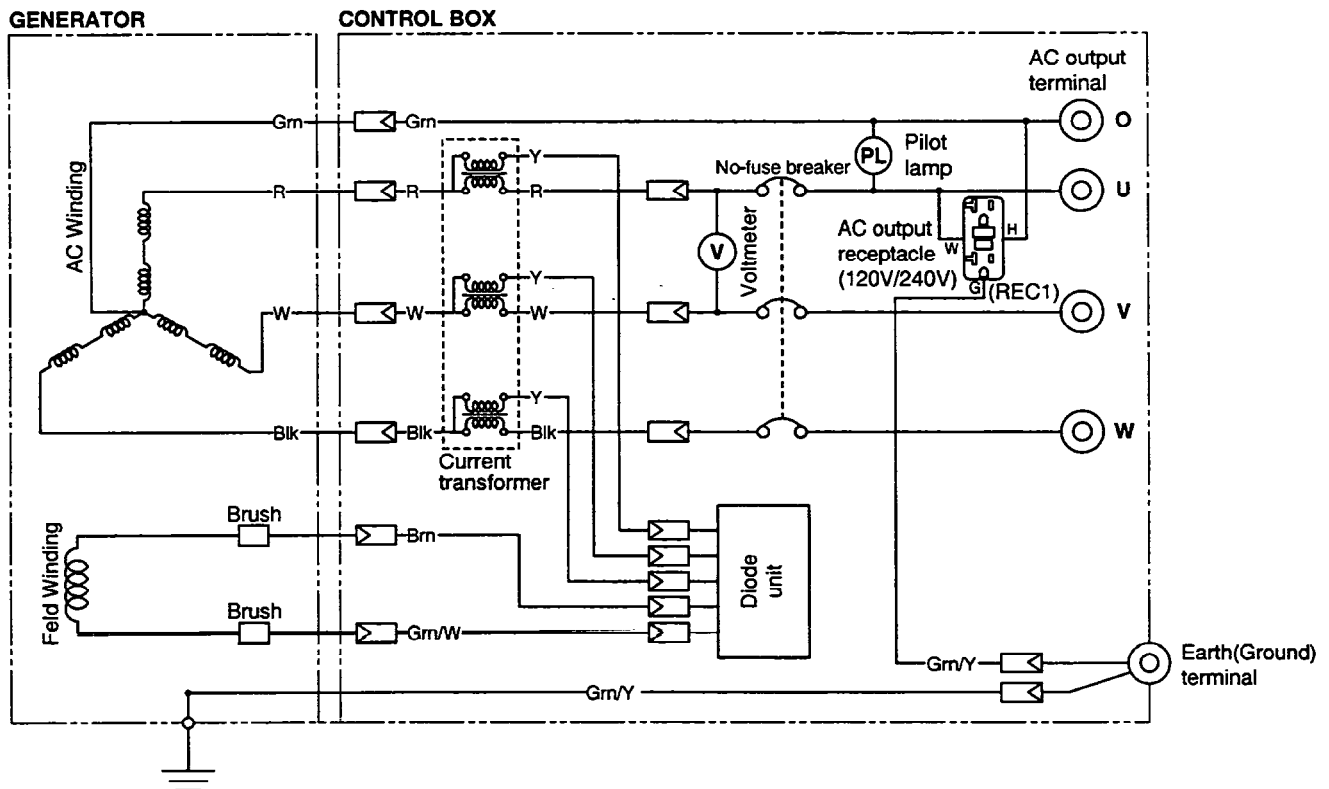 GENERATOR
CONTROL BOX
AC output
terminal
Grn
Grn
O
Y
Pilot
lamp
PL
No-fuse breaker
AC Winding
R
R
R
U
AC output
receptacle
(120V/240V)
W
H
G
(REC1)
V
Voltmeter
Y
W
W
W
V
Y
Blk
Blk
Blk
W
Current
transformer
Brush
Brn
Feld Winding
Diode
unit
Brush
Grn/W
Grn/Y
Earth(Ground)
terminal
Grn/Y